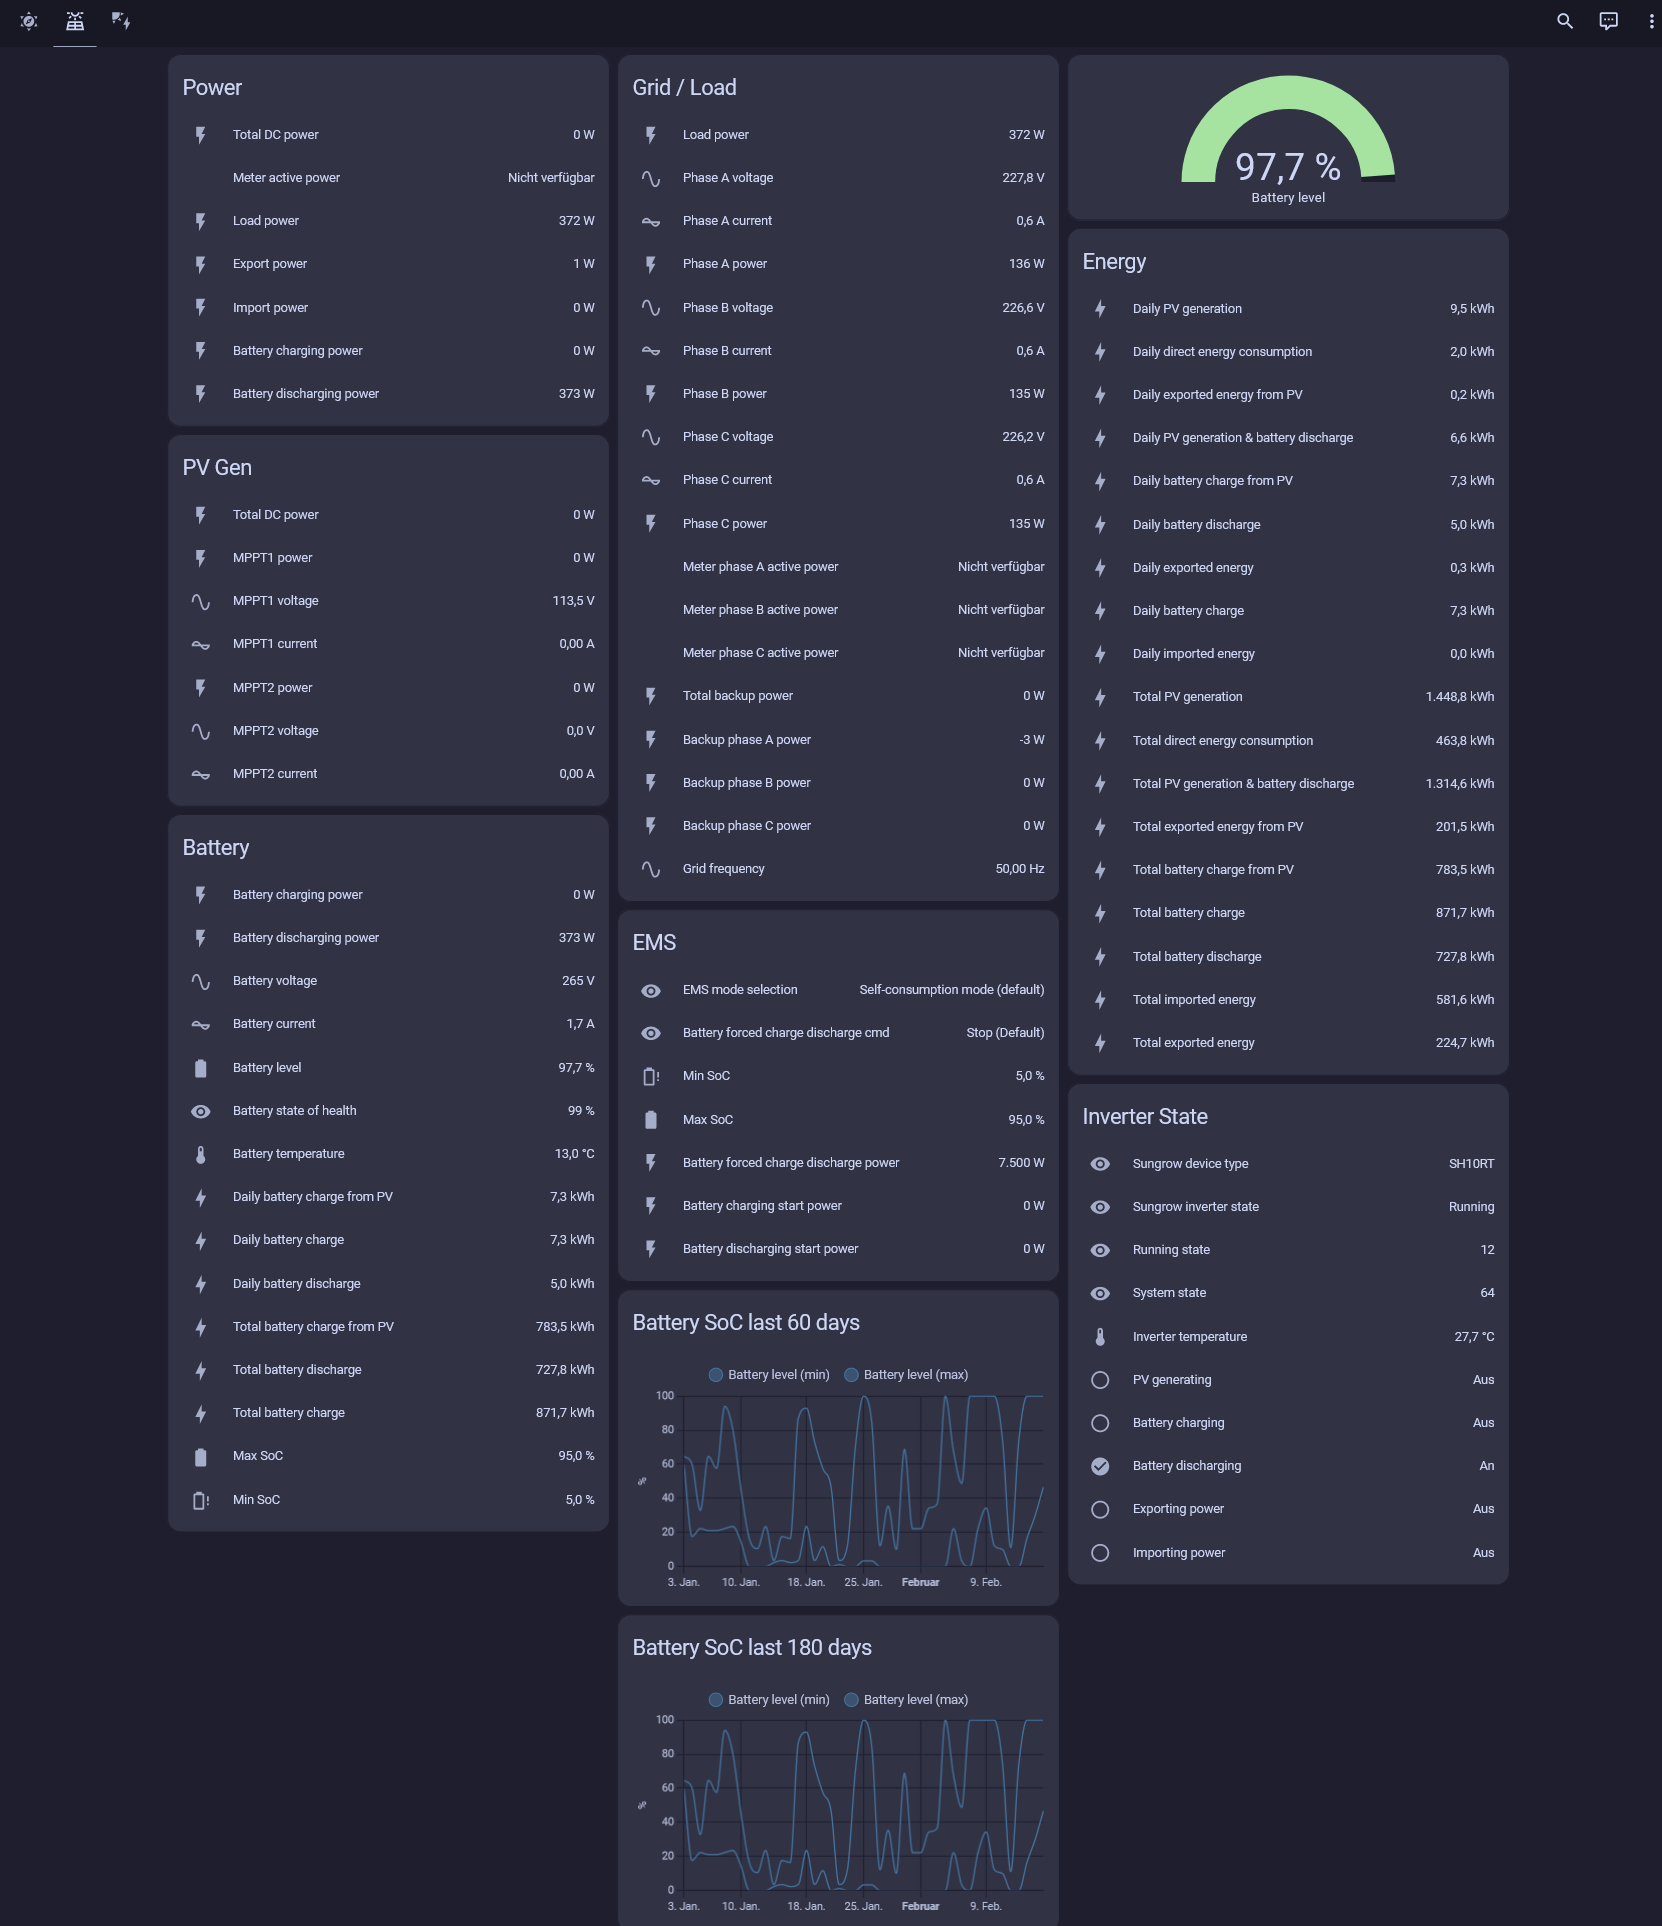 Power
Total DC power 0 W
Meter active power Nicht verfügbar
Load power 372 W
Export power 1 W
Import power 0 W
Battery charging power 0 W
Battery discharging power 373 W
PV Gen
Total DC power 0 W
MPPT1 power 0 W
MPPT1 voltage 113,5 V
MPPT1 current 0,00 A
MPPT2 power 0 W
MPPT2 voltage 0,0 V
MPPT2 current 0,00 A
Battery
Battery charging power 0 W
Battery discharging power 373 W
Battery voltage 265 V
Battery current 1,7 A
Battery level 97,7 %
Battery state of health 99 %
Battery temperature 13,0 °C
Daily battery charge from PV 7,3 kWh
Daily battery charge 7,3 kWh
Daily battery discharge 5,0 kWh
Total battery charge from PV 783,5 kWh
Total battery discharge 727,8 kWh
Total battery charge 871,7 kWh
Max SoC 95,0 %
Min SoC 5,0 %
Grid / Load
Load power 372 W
Phase A voltage 227,8 V
Phase A current 0,6 A
Phase A power 136 W
Phase B voltage 226,6 V
Phase B current 0,6 A
Phase B power 135 W
Phase C voltage 226,2 V
Phase C current 0,6 A
Phase C power 135 W
Meter phase A active power Nicht verfügbar
Meter phase B active power Nicht verfügbar
Meter phase C active power Nicht verfügbar
Total backup power 0 W
Backup phase A power -3 W
Backup phase B power 0 W
Backup phase C power 0 W
Grid frequency 50,00 Hz
EMS
EMS mode selection Self-consumption mode (default)
Battery forced charge discharge cmd Stop (Default)
Min SoC 5,0 %
Max SoC 95,0 %
Battery forced charge discharge power 7.500 W
Battery charging start power 0 W
Battery discharging start power 0 W
Battery SoC last 60 days
Battery level (min) Battery level (max)
100
80
60
%
40
20
0
3. Jan. 10. Jan. 18. Jan. 25. Jan. Februar 9. Feb.
Battery SoC last 180 days
Battery level (min) Battery level (max)
100
80
60
%
40
20
0
3. Jan. 10. Jan. 18. Jan. 25. Jan. Februar 9. Feb.
97,7 %
Battery level
Energy
Daily PV generation 9,5 kWh
Daily direct energy consumption 2,0 kWh
Daily exported energy from PV 0,2 kWh
Daily PV generation & battery discharge 6,6 kWh
Daily battery charge from PV 7,3 kWh
Daily battery discharge 5,0 kWh
Daily exported energy 0,3 kWh
Daily battery charge 7,3 kWh
Daily imported energy 0,0 kWh
Total PV generation 1.448,8 kWh
Total direct energy consumption 463,8 kWh
Total PV generation & battery discharge 1.314,6 kWh
Total exported energy from PV 201,5 kWh
Total battery charge from PV 783,5 kWh
Total battery charge 871,7 kWh
Total battery discharge 727,8 kWh
Total imported energy 581,6 kWh
Total exported energy 224,7 kWh
Inverter State
Sungrow device type SH10RT
Sungrow inverter state Running
Running state 12
System state 64
Inverter temperature 27,7 °C
PV generating Aus
Battery charging Aus
Battery discharging An
Exporting power Aus
Importing power Aus